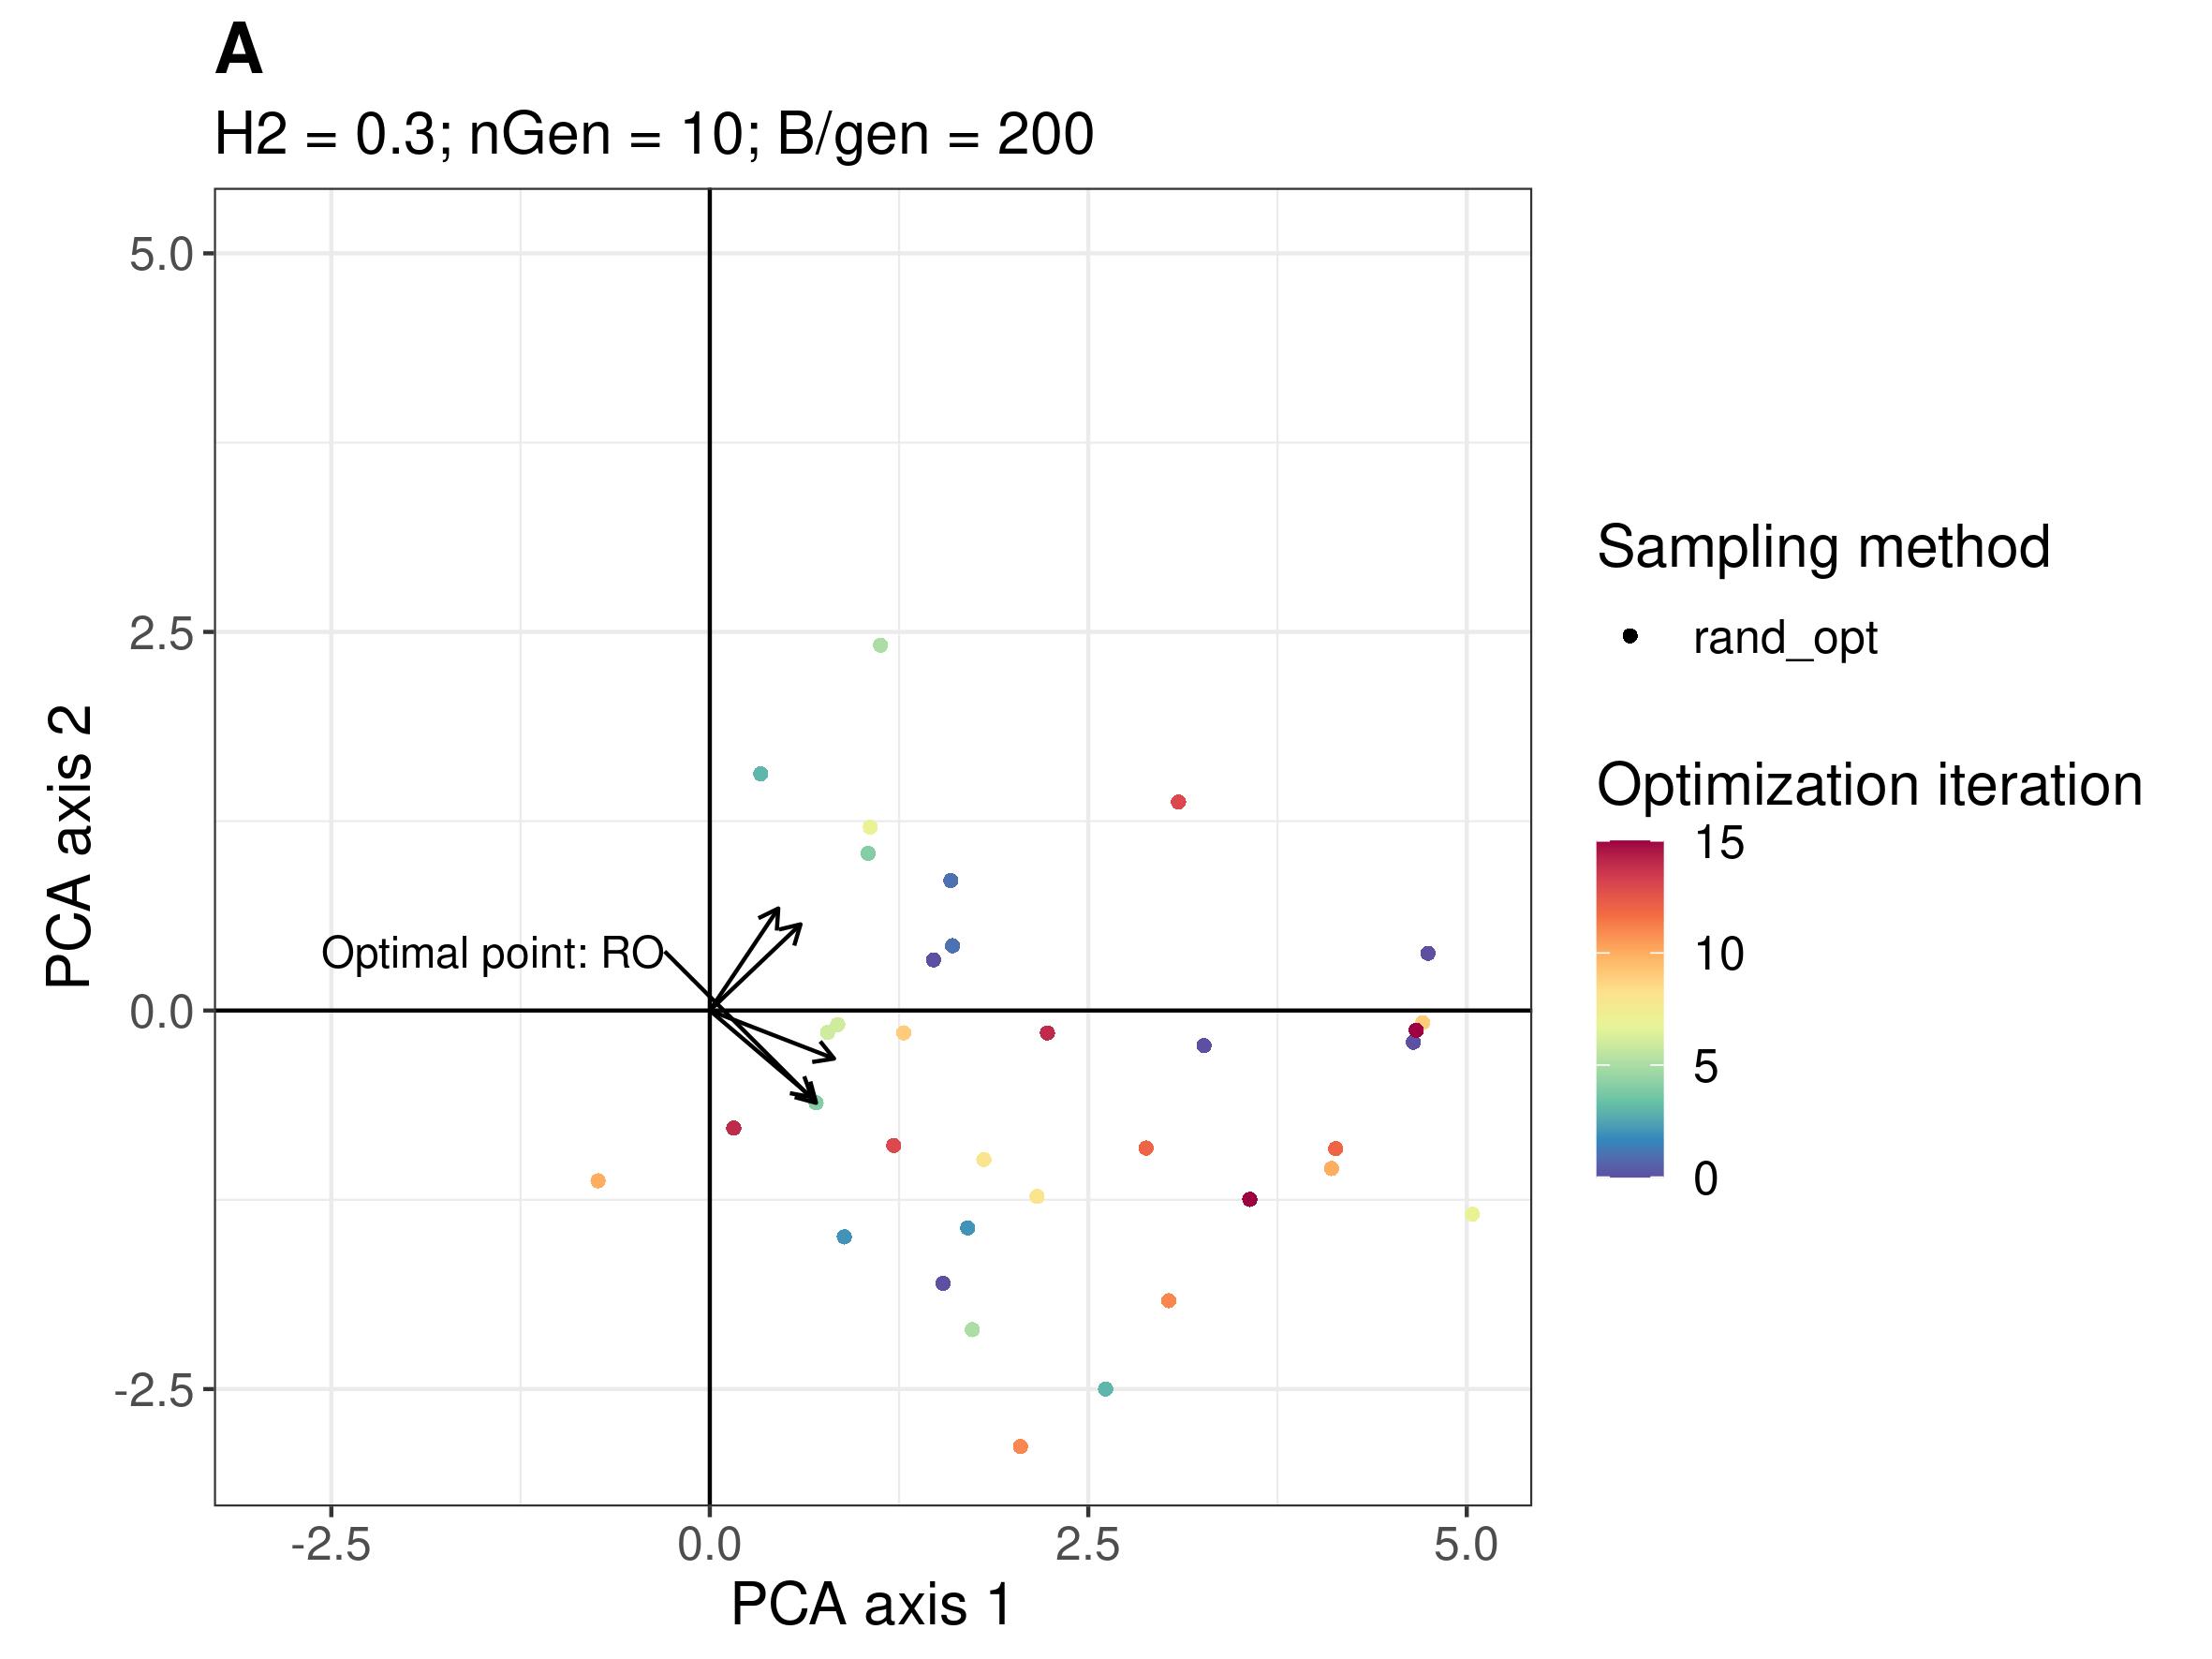 A
H2 = 0.3; nGen = 10; B/gen = 200
PCA axis 2
5.0
2.5
0.0
-2.5
Optimal point: RO
-2.5
0.0
2.5
5.0
PCA axis 1
Sampling method
rand_opt
Optimization iteration
15
10
5
0